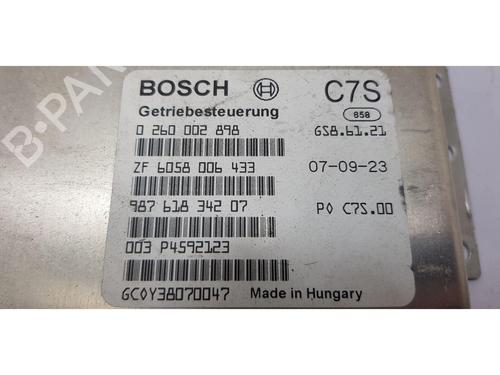 BOSCH C7S
Getriebesteuerung 858
0 260 002 898 GS8.61.21
ZF 6058 006 433 07-09-23
987 618 342 07 P0 C7S.00
003 P4592123
GC0Y38070047 Made in Hungary
B-PARTS